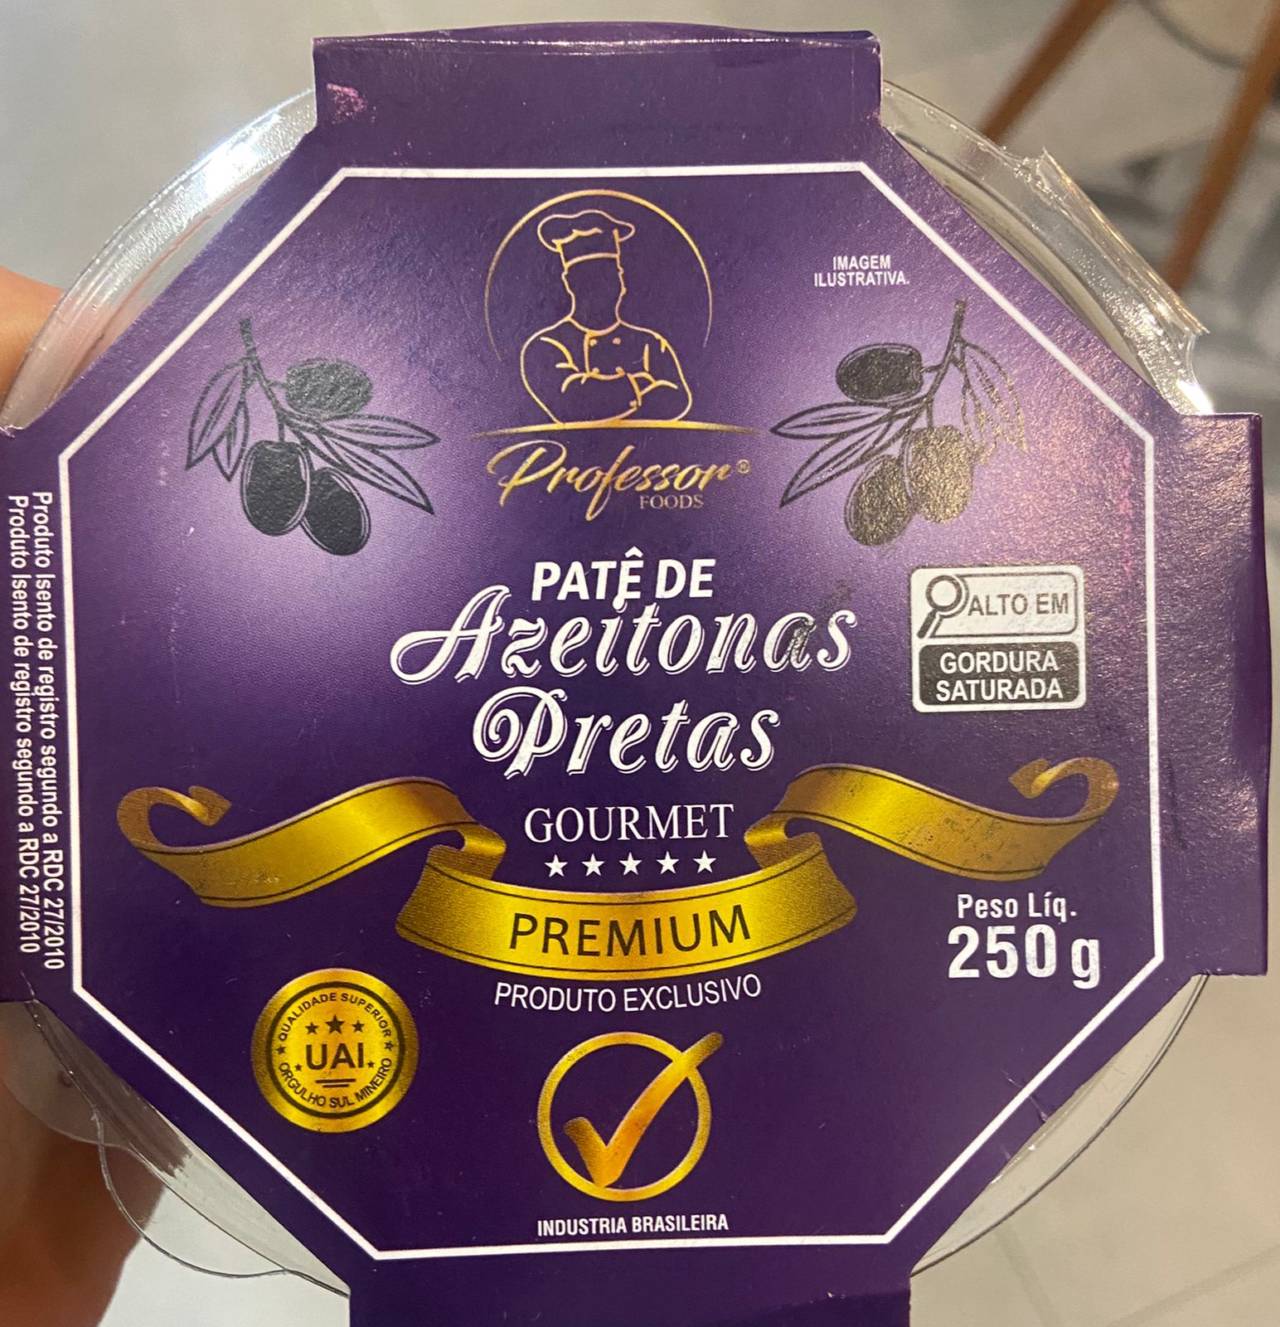 IMAGEM
ILUSTRATIVA.
Professor®
FOODS
PATÊ DE
Azeitonas
Pretas
ALTO EM
GORDURA
SATURADA
GOURMET
PREMIUM
PRODUTO EXCLUSIVO
Peso Líq.
250 g
QUALIDADE SUPERIOR
UAI
ORGULHO SUL MINEIRO
INDUSTRIA BRASILEIRA
Produto Isento de registro segundo a RDC 27/2010
Produto Isento de registro segundo a RDC 27/2010